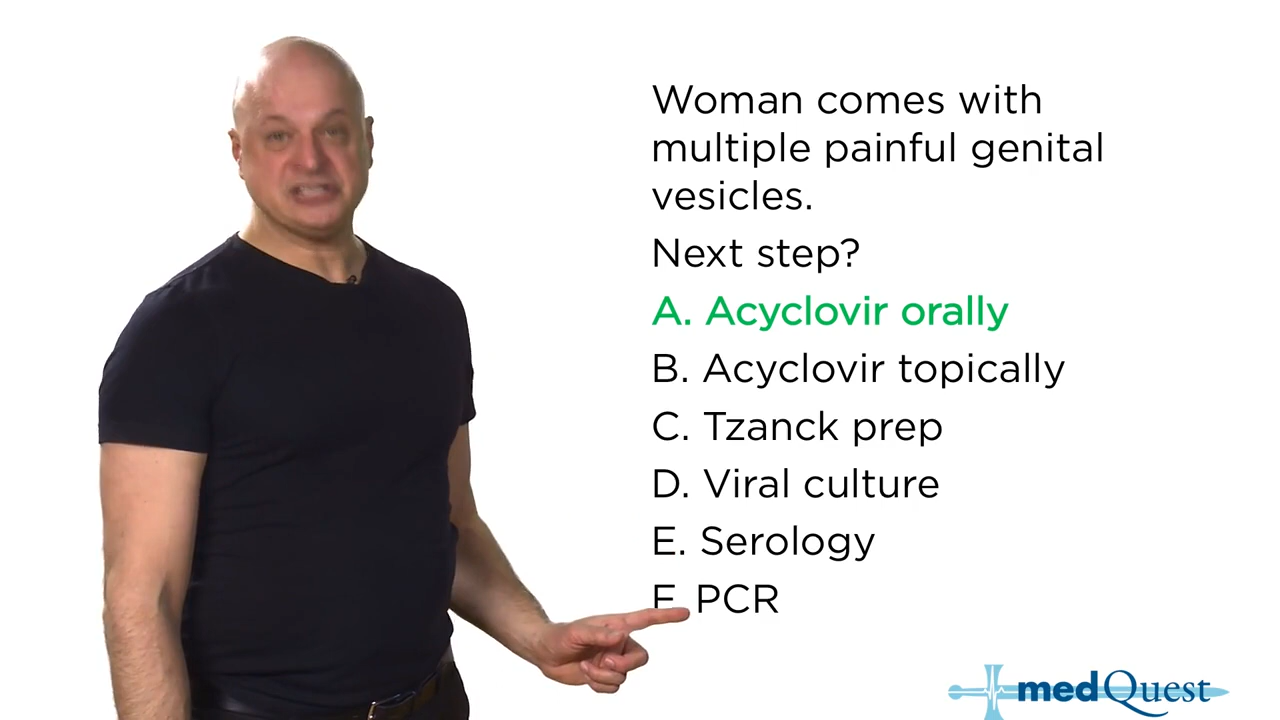 Woman comes with
multiple painful genital
vesicles.
Next step?
A. Acyclovir orally
B. Acyclovir topically
C. Tzanck prep
D. Viral culture
E. Serology
F. PCR
medQuest